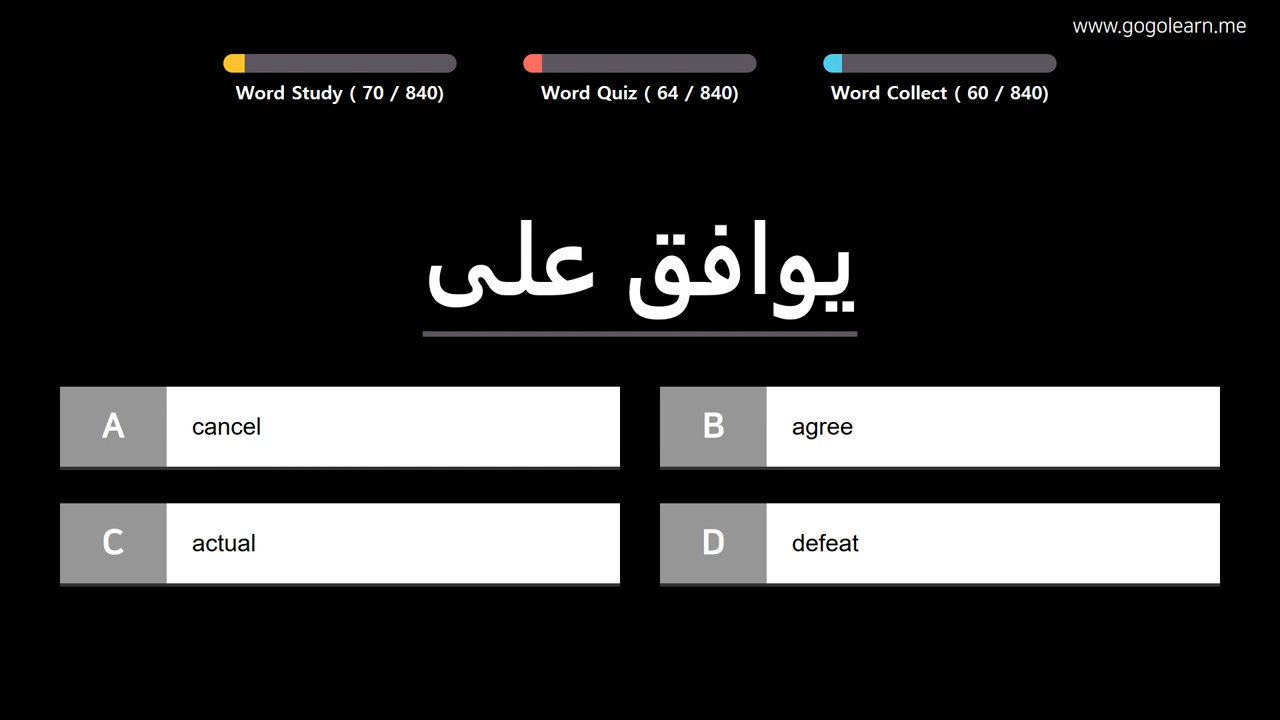 www.gogolearn.me
Word Study ( 70 / 840)
Word Quiz ( 64 / 840)
Word Collect ( 60 / 840)
يوافق على
A cancel
B agree
C actual
D defeat